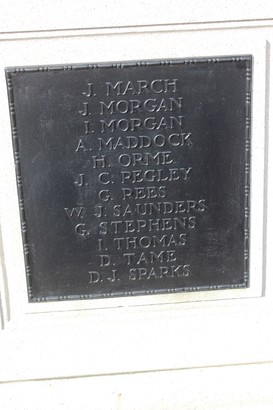 J. MARCH
J. MORGAN
I. MORGAN
A. MADDOCK
H. ORME
J. C. PEGLEY
G. REES
W. J. SAUNDERS
G. STEPHENS
I. THOMAS
D. TAME
D. J. SPARKS